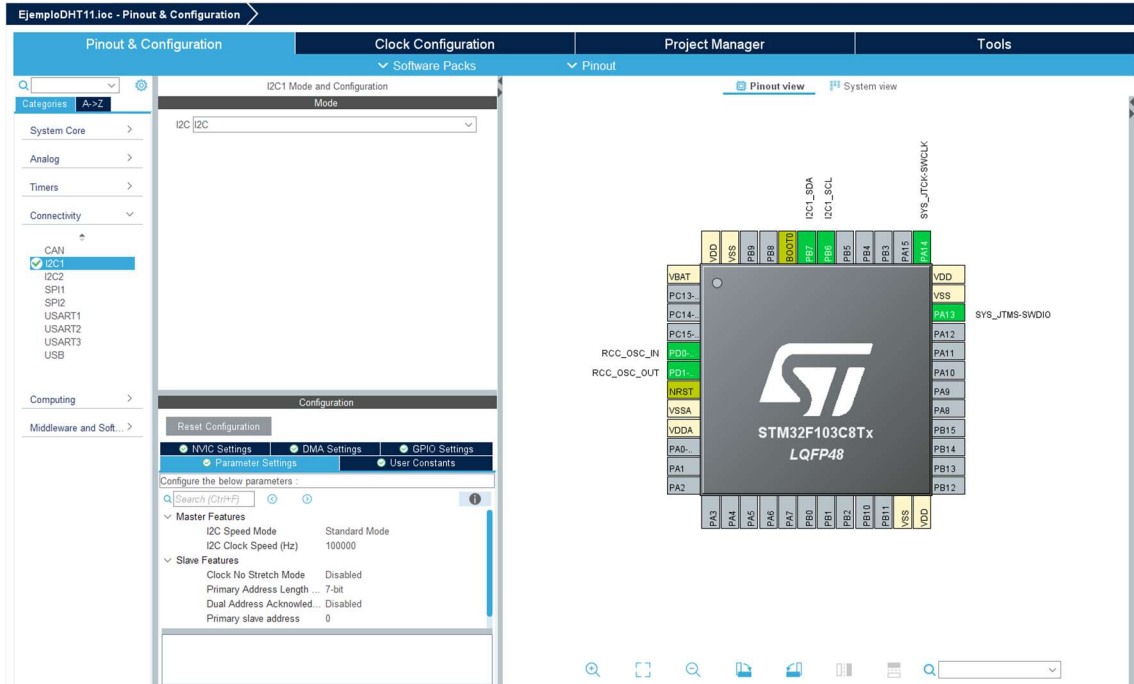 EjemploDHT11.ioc - Pinout & Configuration
Pinout & Configuration
Clock Configuration
Project Manager
Tools
Software Packs
Pinout
Categories
A->Z
System Core
Analog
Timers
Connectivity
CAN
I2C1
I2C2
SPI1
SPI2
USART1
USART2
USART3
USB
Computing
Middleware and Soft...
I2C1 Mode and Configuration
Mode
I2C I2C
Configuration
Reset Configuration
NVIC Settings
DMA Settings
GPIO Settings
Parameter Settings
User Constants
Configure the below parameters :
Search (Ctrl+F)
Master Features
I2C Speed Mode Standard Mode
I2C Clock Speed (Hz) 100000
Slave Features
Clock No Stretch Mode Disabled
Primary Address Length ... 7-bit
Dual Address Acknowled... Disabled
Primary slave address 0
Pinout view
System view
I2C1_SDA
I2C1_SCL
SYS_JTCK-SWCLK
VDD
VSS
PB9
PB8
BOOT0
PB7
PB6
PB5
PB4
PB3
PA15
PA14
VBAT
PC13-..
PC14-..
PC15-..
RCC_OSC_IN PD0-..
RCC_OSC_OUT PD1-..
NRST
VSSA
VDDA
PA0-..
PA1
PA2
STM32F103C8Tx
LQFP48
VDD
VSS
PA13 SYS_JTMS-SWDIO
PA12
PA11
PA10
PA9
PA8
PB15
PB14
PB13
PB12
PA3
PA4
PA5
PA6
PA7
PB0
PB1
PB2
PB10
PB11
VSS
VDD